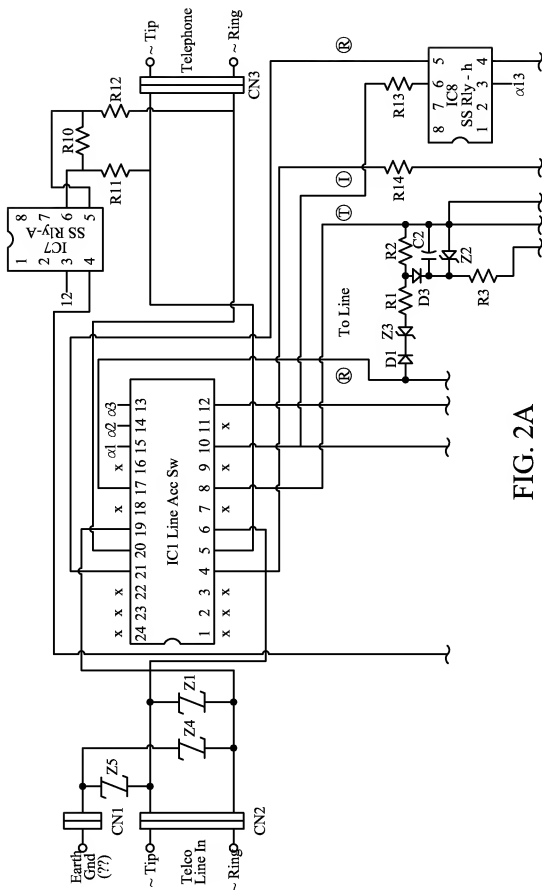 ~ Tip
Telephone
~ Ring
CN3
R12
R10
R11
8
7
6
5
IC7
SS Rly-A
1
2
3
4
12
R
I
T
R
To Line
R13
R14
5
6
7
8
IC8
SS Rly - h
4
3
2
1
α13
R2
C2
Z2
R1
D3
R3
Z3
D1
α1 α2 α3
x x x x x
24 23 22 21 20 19 18 17 16 15 14 13
IC1 Line Acc Sw
1 2 3 4 5 6 7 8 9 10 11 12
x x x x x
Z1
Z4
Z5
CN1
CN2
Earth
Gnd
(??)
~ Tip
Telco
Line In
~ Ring
FIG. 2A